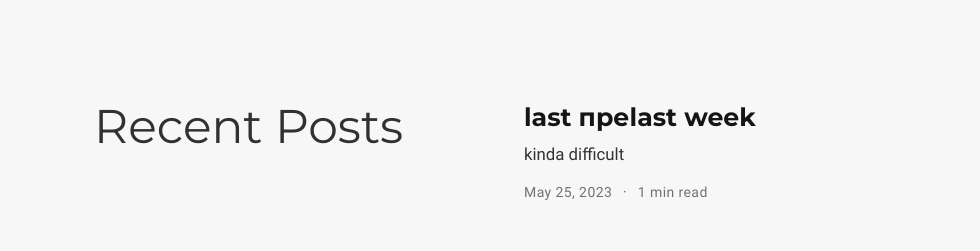 Recent Posts
last пpelast week
kinda difficult
May 25, 2023 · 1 min read